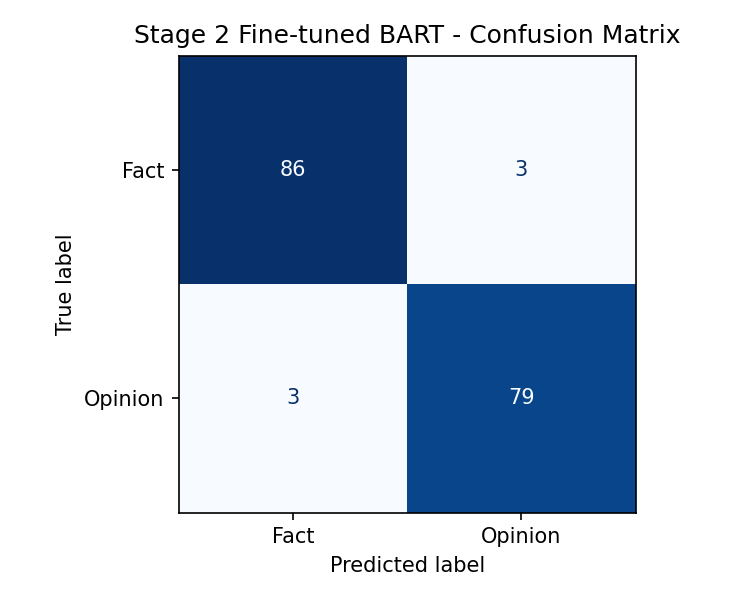 Stage 2 Fine-tuned BART - Confusion Matrix
True label
Fact
86
3
Opinion
3
79
Fact
Opinion
Predicted label